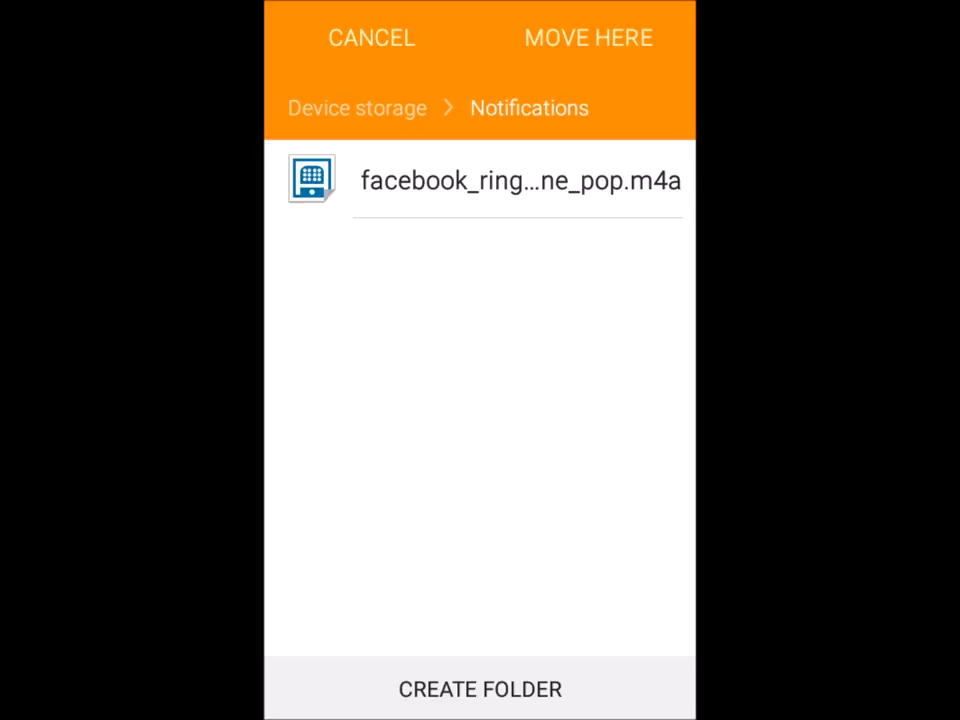 CANCEL MOVE HERE
Device storage > Notifications
facebook_ring...ne_pop.m4a
CREATE FOLDER